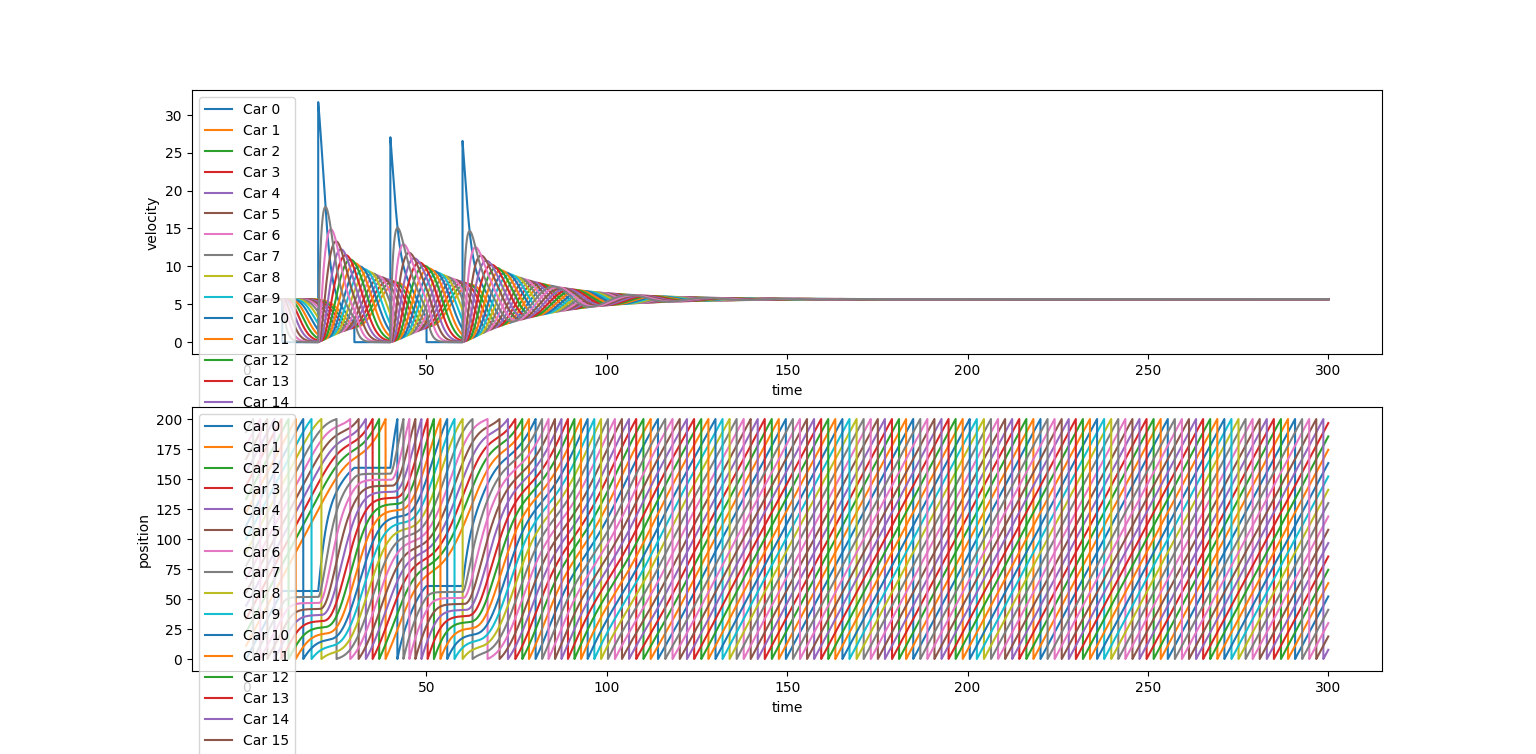 velocity
30
25
20
15
10
5
0
Car 0
Car 1
Car 2
Car 3
Car 4
Car 5
Car 6
Car 7
Car 8
Car 9
Car 10
Car 11
Car 12
Car 13
Car 14
0 50 100 150 200 250 300
time
position
200
175
150
125
100
75
50
25
0
Car 0
Car 1
Car 2
Car 3
Car 4
Car 5
Car 6
Car 7
Car 8
Car 9
Car 10
Car 11
Car 12
Car 13
Car 14
Car 15
0 50 100 150 200 250 300
time